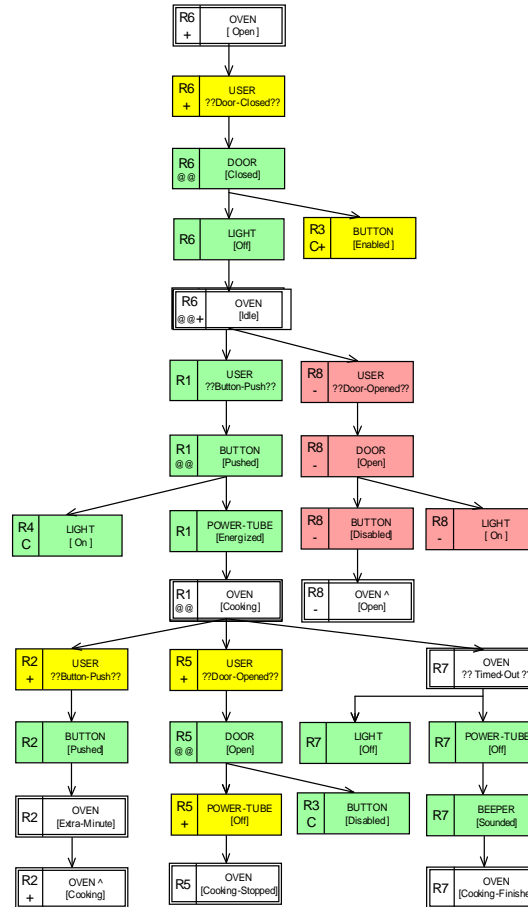 R6 OVEN
+ [ Open ]
R6 USER
+ ??Door-Closed??
R6 DOOR
@@ [Closed]
R6 LIGHT
[Off]
R3 BUTTON
C+ [Enabled ]
R6 OVEN
@@+ [Idle]
R1 USER
??Button-Push??
R8 USER
- ??Door-Opened??
R1 BUTTON
@@ [Pushed]
R8 DOOR
- [Open]
R4 LIGHT
C [ On ]
R1 POWER-TUBE
[Energized]
R8 BUTTON
- [Disabled]
R8 LIGHT
- [ On ]
R1 OVEN
@@ [Cooking]
R8 OVEN ^
- [Open]
R2 USER
+ ??Button-Push??
R5 USER
+ ??Door-Opened??
R7 OVEN
?? Timed-Out ??
R2 BUTTON
[Pushed]
R5 DOOR
@@ [Open]
R7 LIGHT
[Off]
R7 POWER-TUBE
[Off]
R2 OVEN
[Extra-Minute]
R5 POWER-TUBE
+ [Off]
R3 BUTTON
C [Disabled ]
R7 BEEPER
[Sounded]
R2 OVEN ^
+ [Cooking]
R5 OVEN
[Cooking-Stopped]
R7 OVEN
[Cooking-Finishe